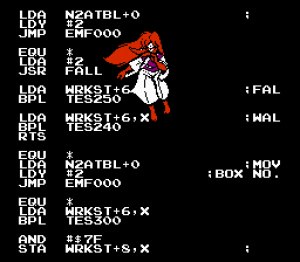 LDA N2ATBL+0 ;
LDY #2
JMP EMF000
EQU *
LDA #2
JSR FALL
LDA WRKST+6 ;FAL
BPL TES250
LDA WRKST+6,X ;WAL
BPL TES240
RTS
EQU *
LDA N2ATBL+0 ;MOV
LDY #2 ;BOX NO.
JMP EMF000
EQU *
LDA WRKST+6,X
BPL TES300
AND #$7F
STA WRKST+8,X ;